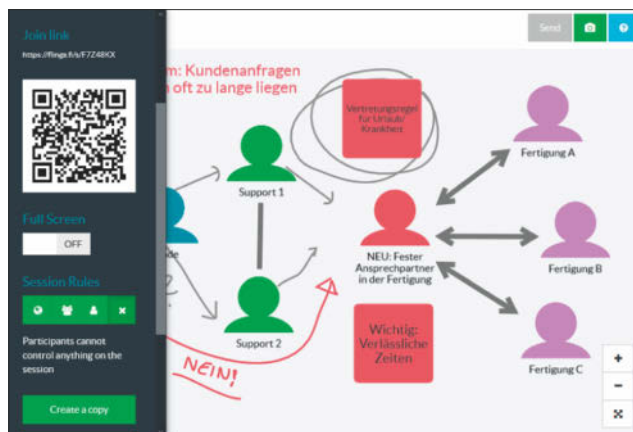 Join link
https://flinga.fi/s/F7Z48KX
Full Screen
OFF
Session Rules
Participants cannot
control anything on the
session
Create a copy
Send
m: Kundenanfragen
oft zu lange liegen
Vertretungsregel
für Urlaub/
Krankheit
Support 1
Support 2
NEIN!
NEU: Fester
Ansprechpartner
in der Fertigung
Wichtig:
Verlässliche
Zeiten
Fertigung A
Fertigung B
Fertigung C